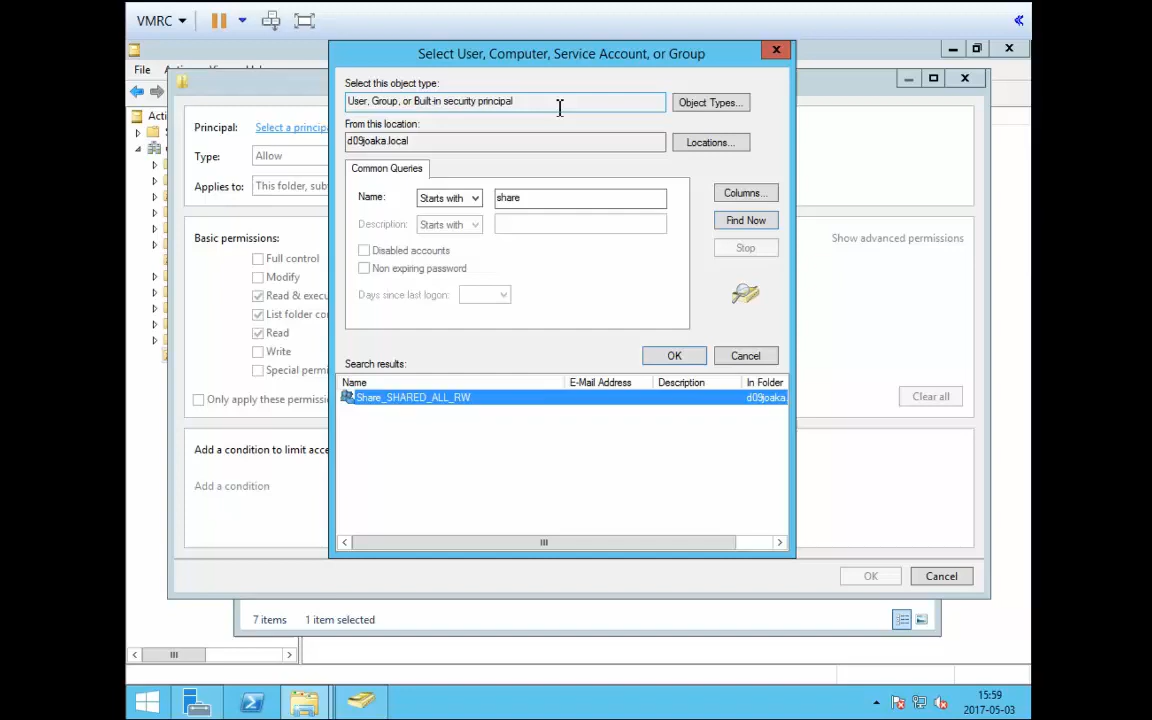 VMRC
Select User, Computer, Service Account, or Group
File
Select this object type:
User, Group, or Built-in security principal
Object Types...
From this location:
d09joaka.local
Locations...
Common Queries
Name:
Starts with
share
Description:
Starts with
Disabled accounts
Non expiring password
Days since last logon:
Columns...
Find Now
Stop
OK
Cancel
Search results:
Name
E-Mail Address
Description
In Folder
Share_SHARED_ALL_RW
d09joaka.
Acti
Principal:
Select a principa
Type:
Allow
Applies to:
This folder, sub
Basic permissions:
Show advanced permissions
Full control
Modify
Read & execu
List folder co
Read
Write
Special permi
Only apply these permissio
Clear all
Add a condition to limit acce
Add a condition
OK
Cancel
7 items
1 item selected
15:59
2017-05-03